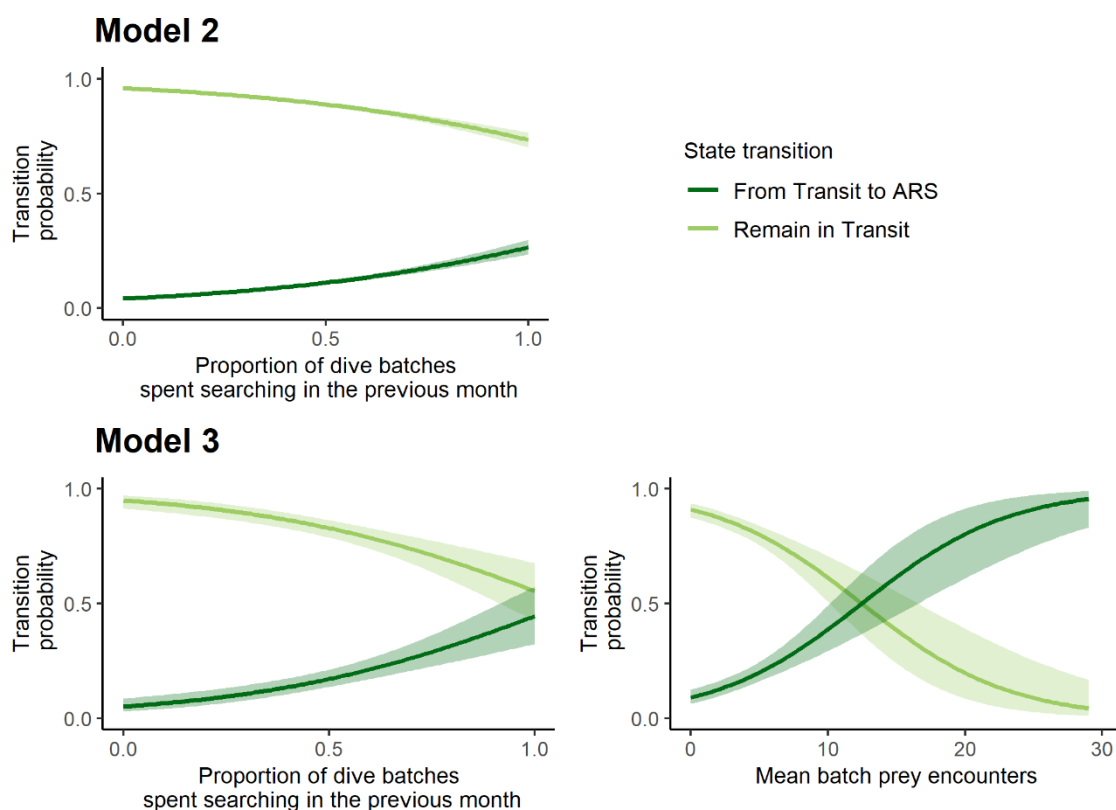 Model 2
Transition
probability
1.0
0.5
0.0
0.0
0.5
1.0
Proportion of dive batches
spent searching in the previous month
State transition
From Transit to ARS
Remain in Transit
Model 3
Transition
probability
1.0
0.5
0.0
0.0
0.5
1.0
Proportion of dive batches
spent searching in the previous month
Transition
probability
1.0
0.5
0.0
0
10
20
30
Mean batch prey encounters